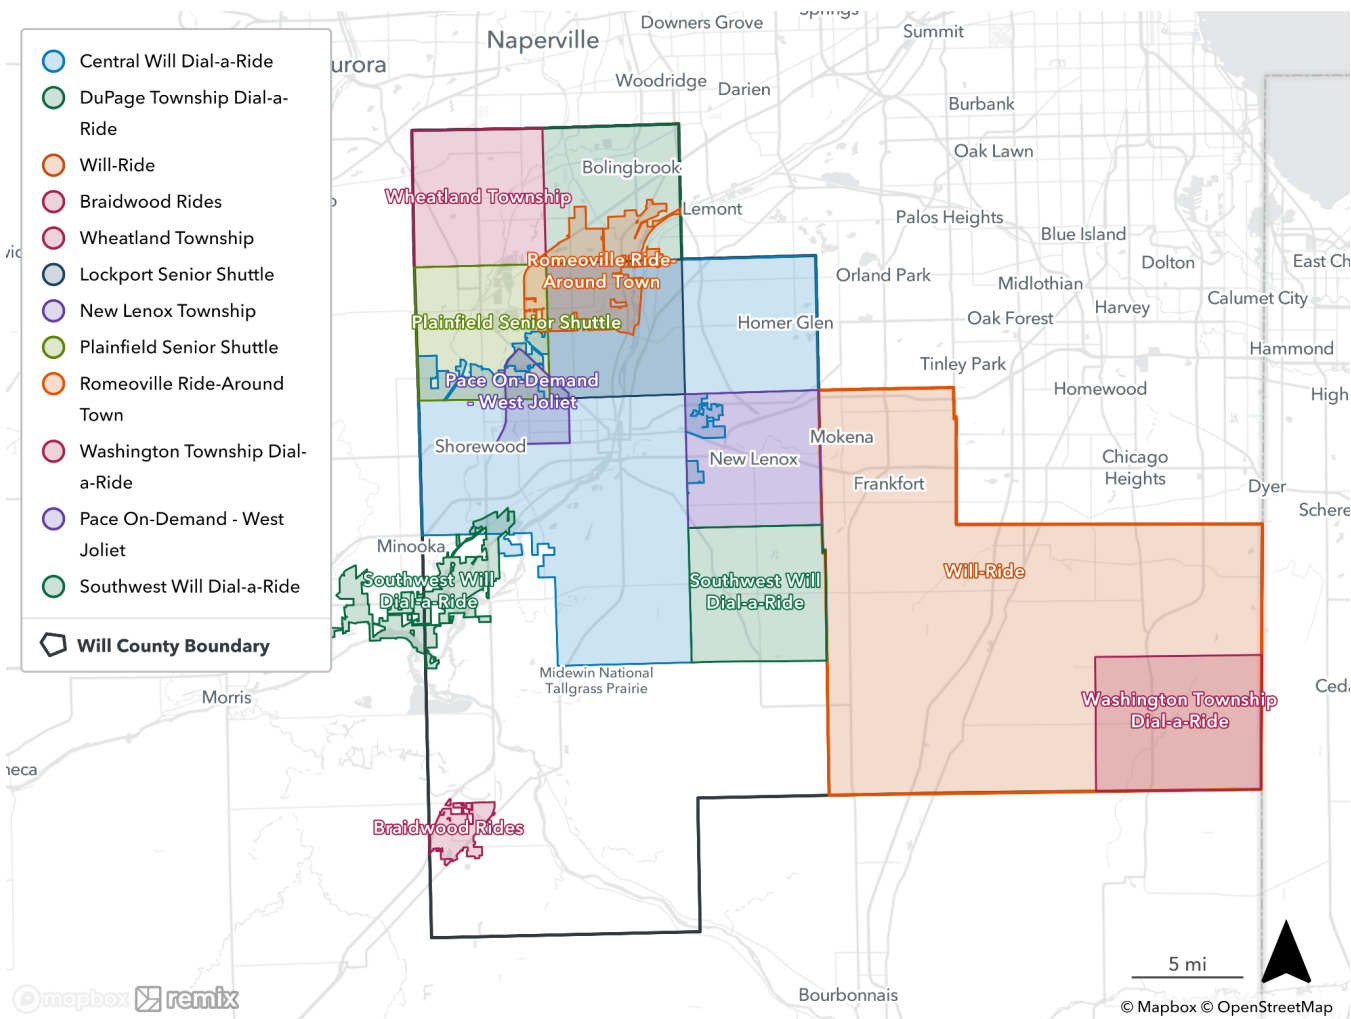 Central Will Dial-a-Ride
DuPage Township Dial-a-
Ride
Will-Ride
Braidwood Rides
Wheatland Township
Lockport Senior Shuttle
New Lenox Township
Plainfield Senior Shuttle
Romeoville Ride-Around
Town
Washington Township Dial-
a-Ride
Pace On-Demand - West
Joliet
Southwest Will Dial-a-Ride
Will County Boundary
Springs
Downers Grove
Naperville
Summit
urora
Woodridge
Darien
Burbank
Oak Lawn
Bolingbrook
Wheatland Township
Lemont
Palos Heights
Blue Island
Romeoville Ride-
Around Town
Orland Park
Dolton
East Ch
Midlothian
Calumet City
Harvey
Plainfield Senior Shuttle
Homer Glen
Oak Forest
Hammond
Tinley Park
Pace On-Demand
- West Joliet
Homewood
High
Shorewood
Mokena
New Lenox
Frankfort
Chicago
Heights
Dyer
Schere
Minooka
Southwest Will
Dial-a-Ride
Southwest Will
Dial-a-Ride
Will-Ride
Midewin National
Tallgrass Prairie
Morris
Washington Township
Dial-a-Ride
Ceda
neca
Braidwood Rides
5 mi
Bourbonnais
mapbox remix
© Mapbox © OpenStreetMap